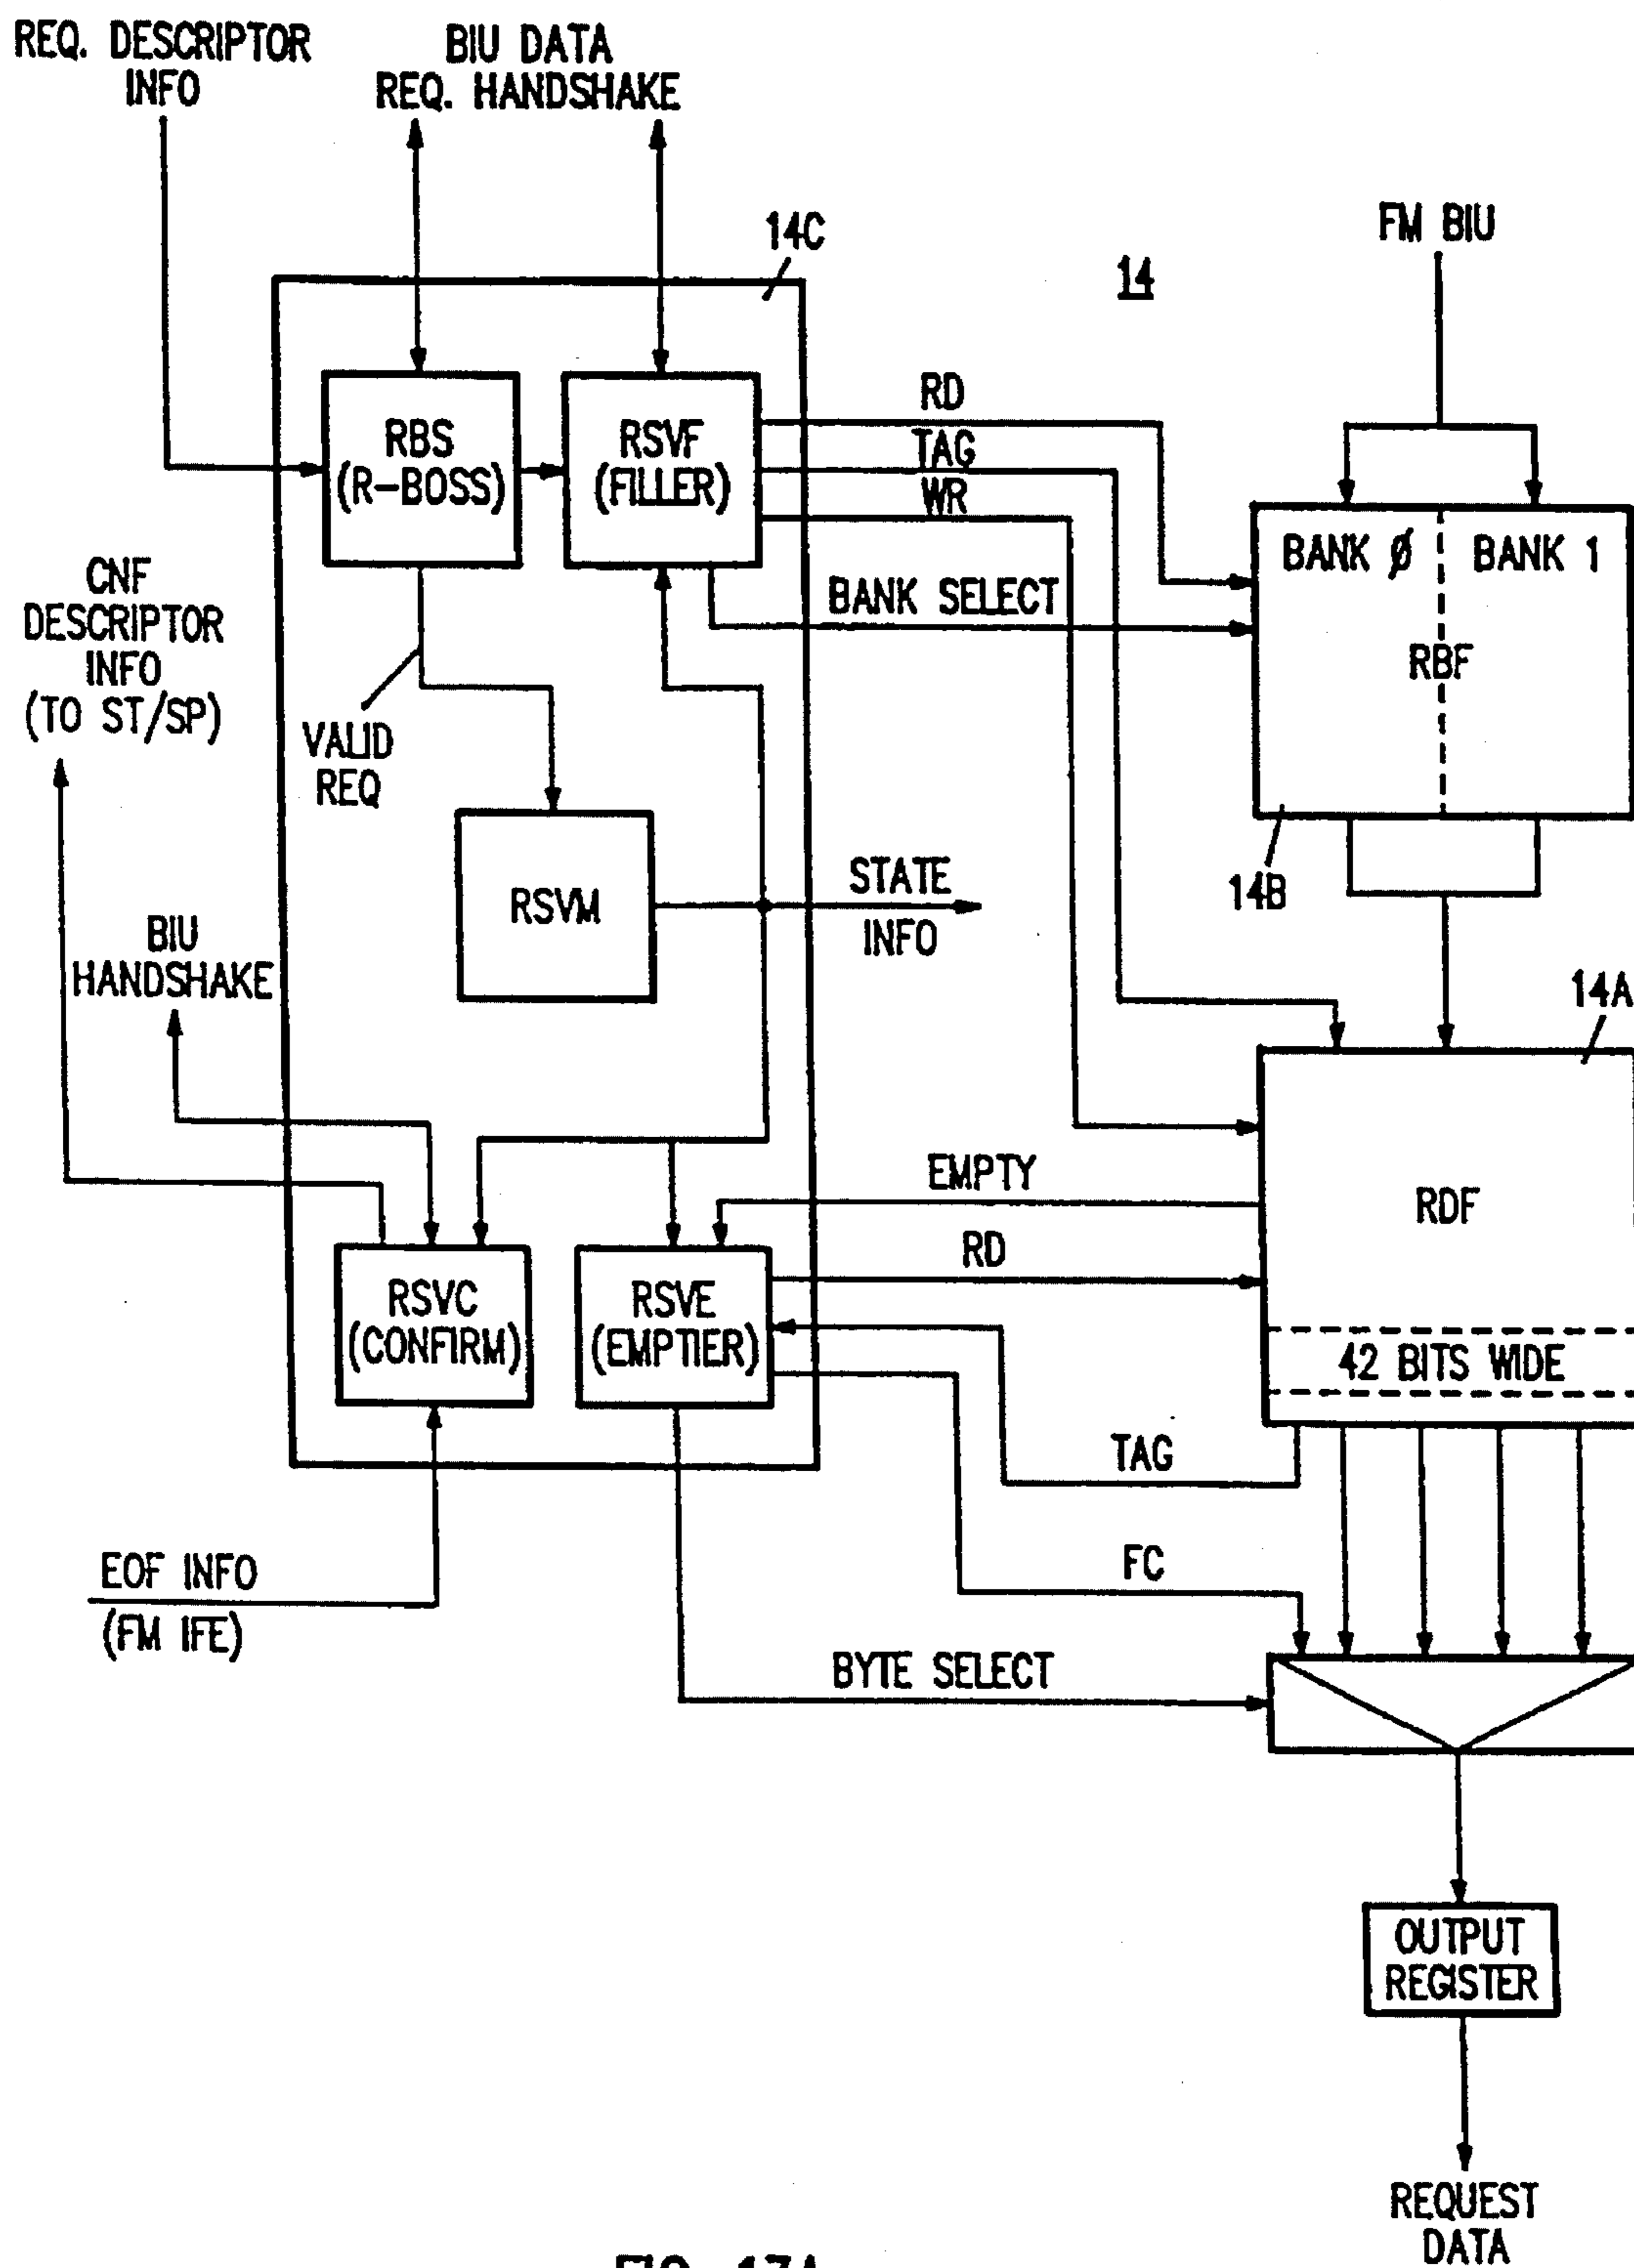 REQ. DESCRIPTOR
INFO
BIU DATA
REQ. HANDSHAKE
14C
14
FM BIU
RBS
(R-BOSS)
RSVF
(FILLER)
RD
TAG
WR
BANK SELECT
BANK Ø
BANK 1
RBF
14B
CNF
DESCRIPTOR
INFO
(TO ST/SP)
VALID
REQ
RSVM
STATE
INFO
BIU
HANDSHAKE
14A
EMPTY
RD
RDF
RSVC
(CONFIRM)
RSVE
(EMPTIER)
42 BITS WIDE
TAG
FC
EOF INFO
(FM IFE)
BYTE SELECT
OUTPUT
REGISTER
REQUEST
DATA
FIG. 17A